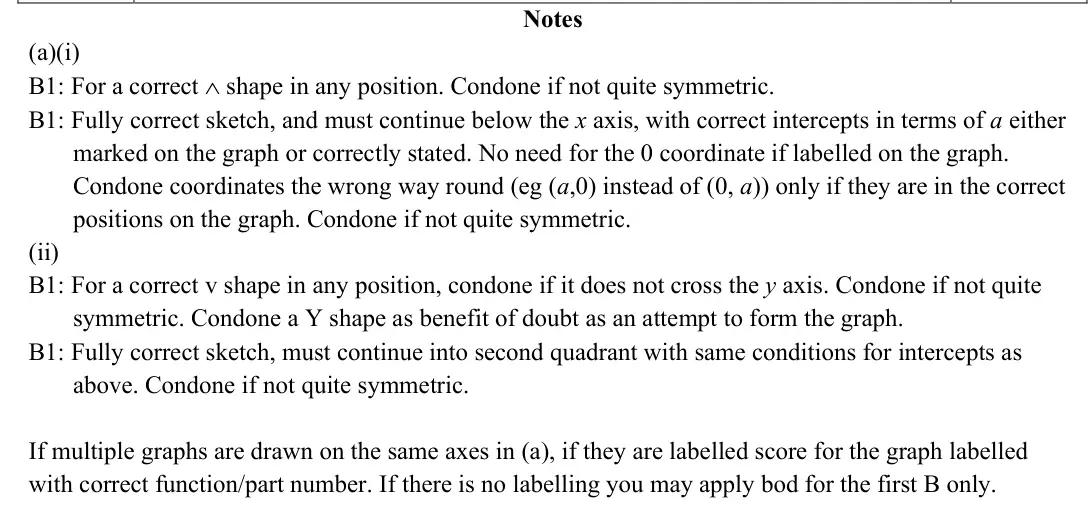 Notes
(a)(i)
B1: For a correct ∧ shape in any position. Condone if not quite symmetric.
B1: Fully correct sketch, and must continue below the x axis, with correct intercepts in terms of a either
marked on the graph or correctly stated. No need for the 0 coordinate if labelled on the graph.
Condone coordinates the wrong way round (eg (a,0) instead of (0, a)) only if they are in the correct
positions on the graph. Condone if not quite symmetric.
(ii)
B1: For a correct v shape in any position, condone if it does not cross the y axis. Condone if not quite
symmetric. Condone a Y shape as benefit of doubt as an attempt to form the graph.
B1: Fully correct sketch, must continue into second quadrant with same conditions for intercepts as
above. Condone if not quite symmetric.
If multiple graphs are drawn on the same axes in (a), if they are labelled score for the graph labelled
with correct function/part number. If there is no labelling you may apply bod for the first B only.